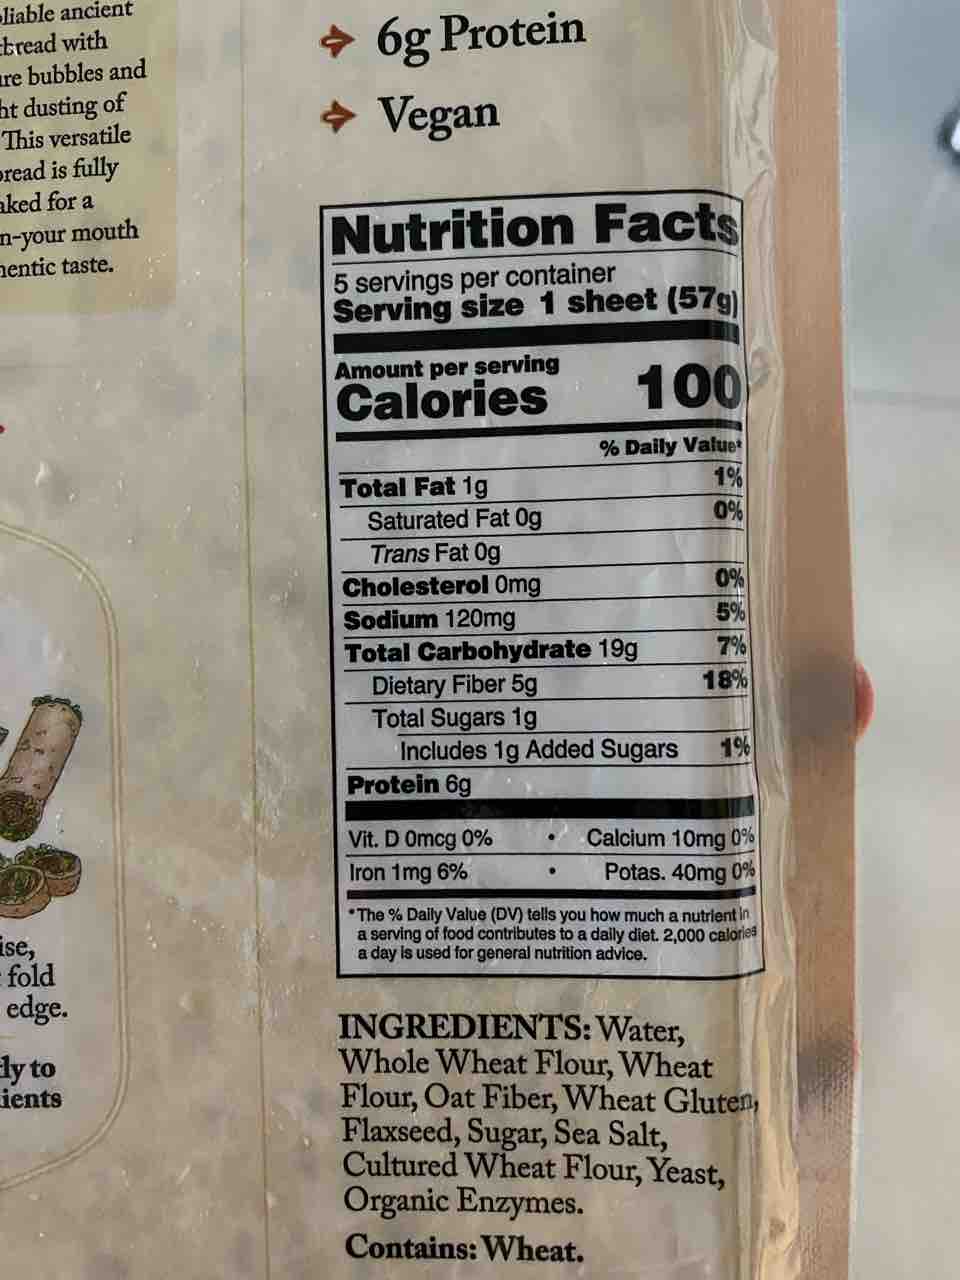 liable ancient
bread with
bubbles and
dusting of
This versatile
is fully
for a
mouth
taste.
6g Protein
Vegan
Nutrition Facts
5 servings per container
Serving size 1 sheet (57g)
Amount per serving
Calories 100
% Daily Value*
Total Fat 1g 1%
Saturated Fat 0g 0%
Trans Fat 0g
Cholesterol 0mg 0%
Sodium 120mg 5%
Total Carbohydrate 19g 7%
Dietary Fiber 5g 18%
Total Sugars 1g
Includes 1g Added Sugars 1%
Protein 6g
Vit. D 0mcg 0% • Calcium 10mg 0%
Iron 1mg 6% • Potas. 40mg 0%
*The % Daily Value (DV) tells you how much a nutrient in
a serving of food contributes to a daily diet. 2,000 calories
a day is used for general nutrition advice.
fold
edge.
to
INGREDIENTS: Water,
Whole Wheat Flour, Wheat
Flour, Oat Fiber, Wheat Gluten,
Flaxseed, Sugar, Sea Salt,
Cultured Wheat Flour, Yeast,
Organic Enzymes.
Contains: Wheat.